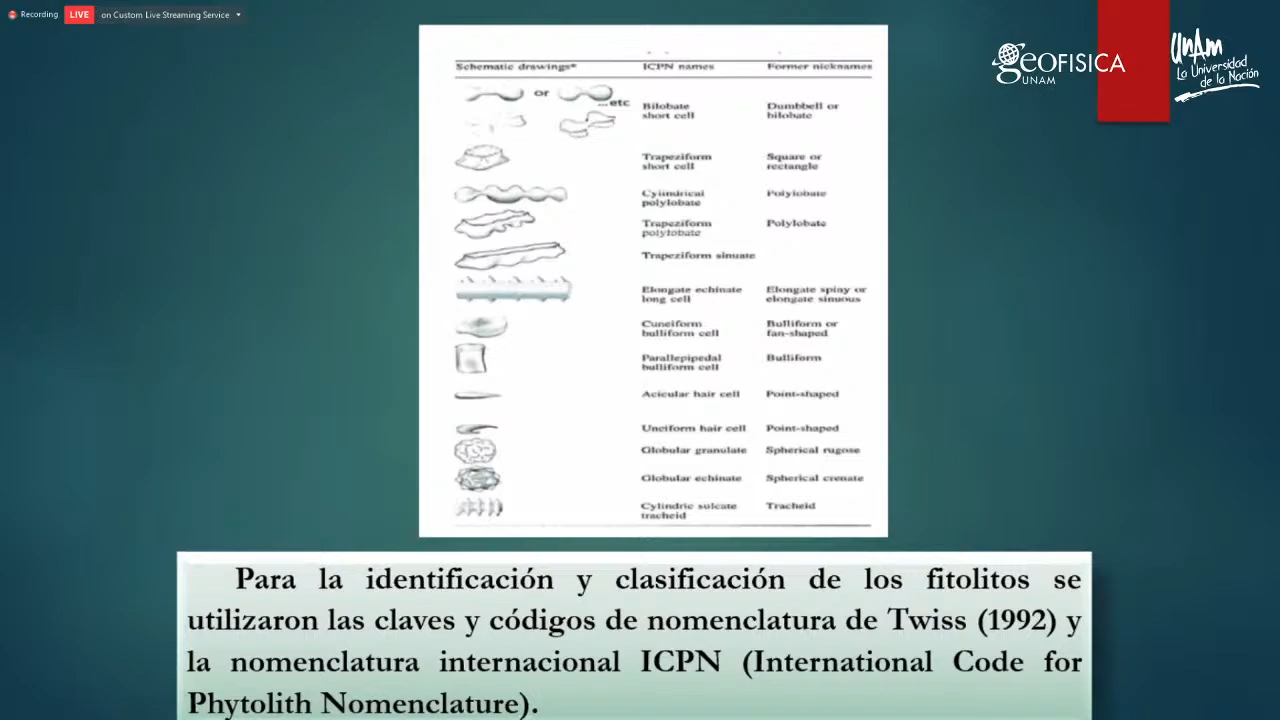 Recording LIVE on Custom Live Streaming Service
GEOFISICA
UNAM
UNAM
La Universidad
de la Nación
Schematic drawings* ICPN names Former nicknames
or
...etc
Bilobate Dumbbell or
short cell bilobate
Trapeziform Square or
short cell rectangle
Cylindrical Polylobate
polylobate
Trapeziform Polylobate
polylobate
Trapeziform sinuate
Elongate echinate Elongate spiny or
long cell elongate sinuous
Cuneiform Bulliform or
bulliform cell fan-shaped
Parallepipedal Bulliform
bulliform cell
Acicular hair cell Point-shaped
Unciform hair cell Point-shaped
Globular granulate Spherical rugose
Globular echinate Spherical crenate
Cylindric sulcate Tracheid
tracheid
Para la identificación y clasificación de los fitolitos se
utilizaron las claves y códigos de nomenclatura de Twiss (1992) y
la nomenclatura internacional ICPN (International Code for
Phytolith Nomenclature).